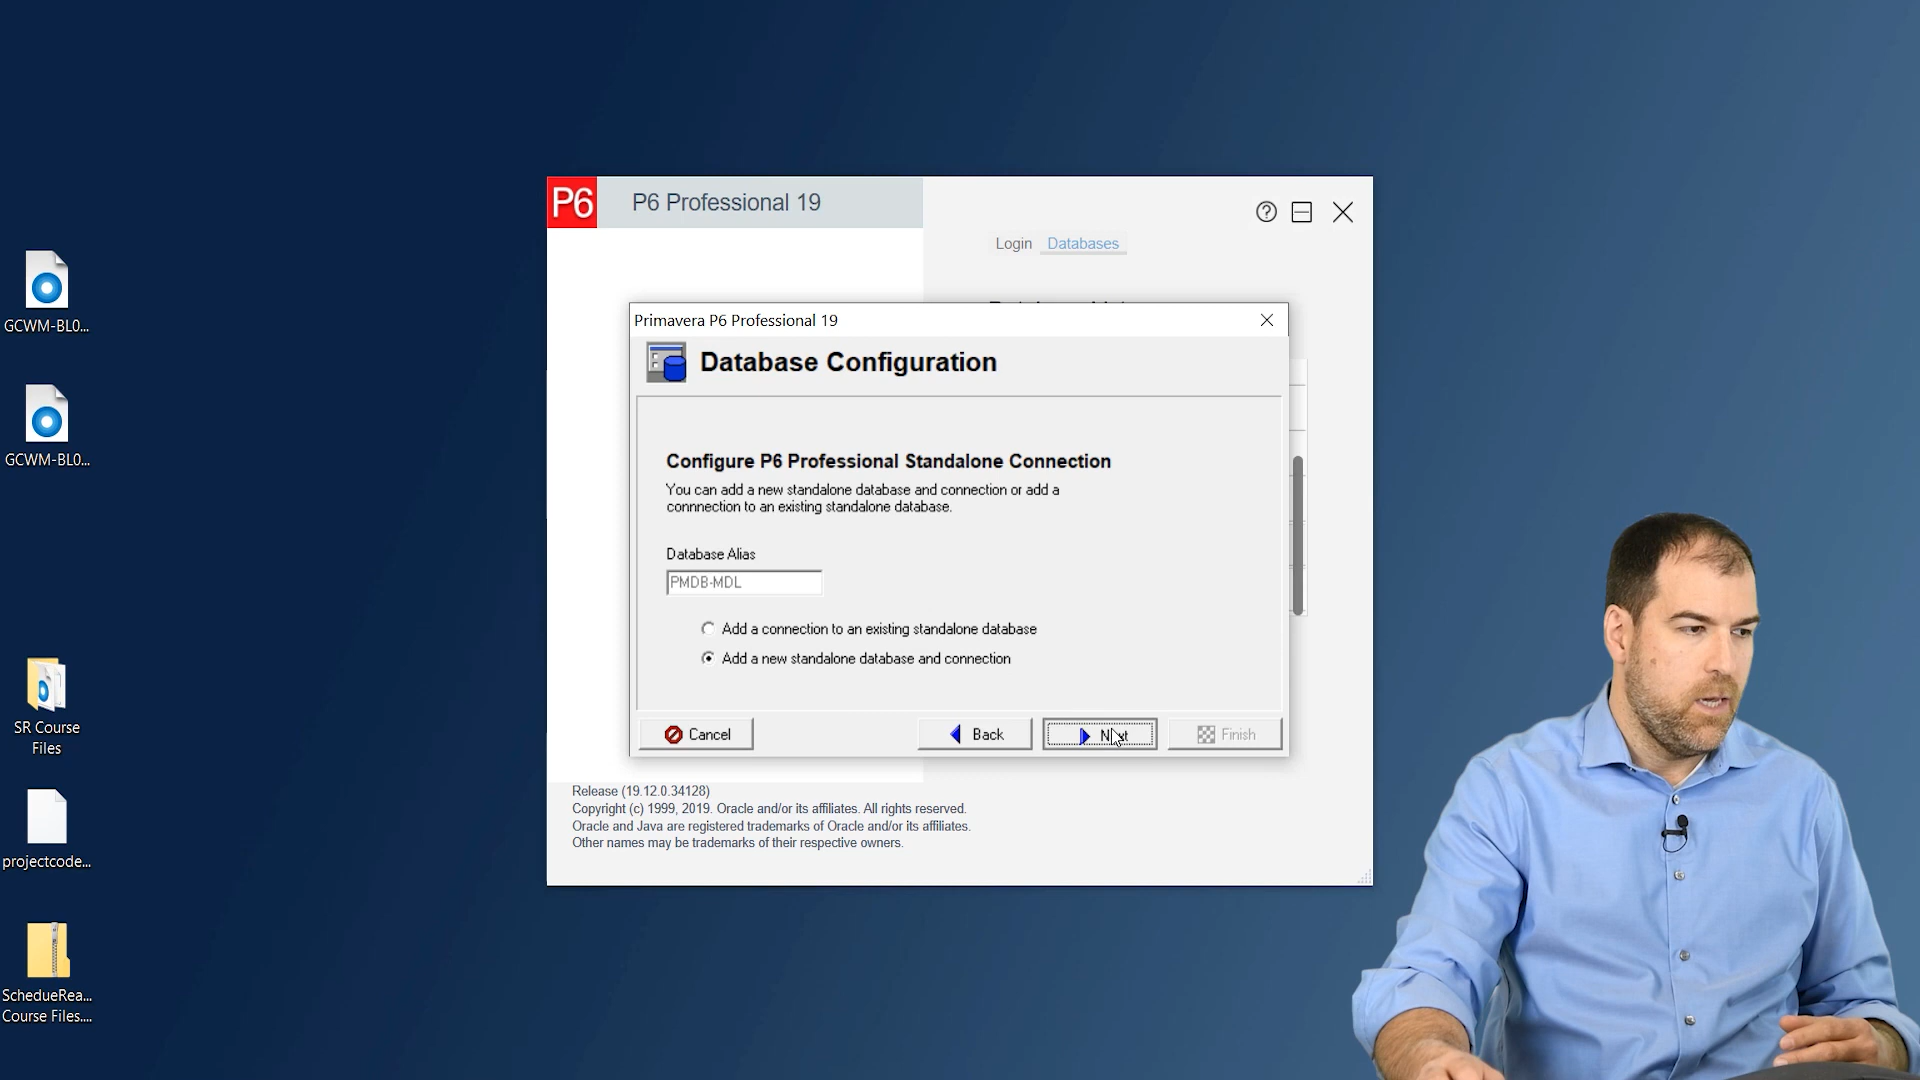 P6
P6 Professional 19
Login Databases
Primavera P6 Professional 19
Database Configuration
Configure P6 Professional Standalone Connection
You can add a new standalone database and connection or add a
connnection to an existing standalone database.
Database Alias
PMDB-MDL
Add a connection to an existing standalone database
Add a new standalone database and connection
Cancel
Back
Next
Finish
Release (19.12.0.34128)
Copyright (c) 1999, 2019. Oracle and/or its affiliates. All rights reserved.
Oracle and Java are registered trademarks of Oracle and/or its affiliates.
Other names may be trademarks of their respective owners.
GCWM-BL0...
GCWM-BL0...
SR Course
Files
projectcode...
SchedueRea...
Course Files....